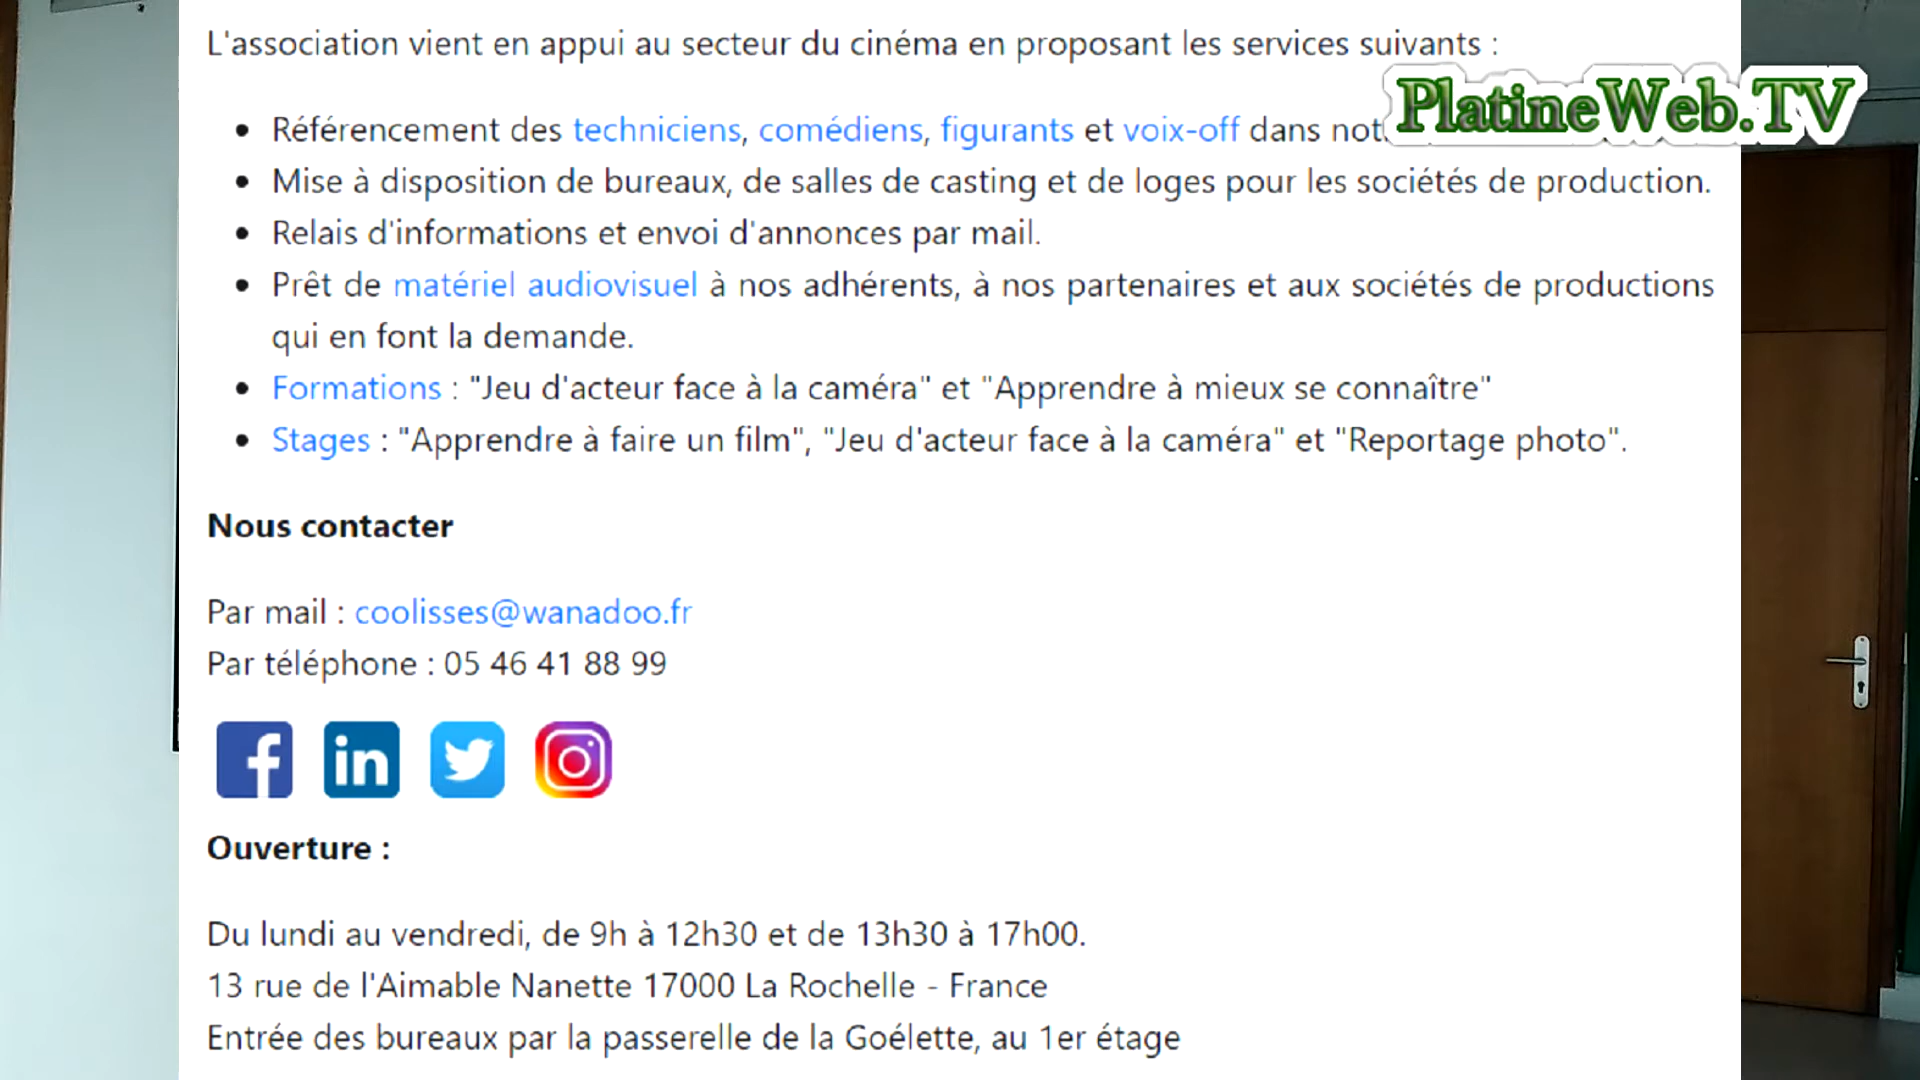 L'association vient en appui au secteur du cinéma en proposant les services suivants :
PlatineWeb.TV
• Référencement des techniciens, comédiens, figurants et voix-off dans
• Mise à disposition de bureaux, de salles de casting et de loges pour les sociétés de production.
• Relais d'informations et envoi d'annonces par mail.
• Prêt de matériel audiovisuel à nos adhérents, à nos partenaires et aux sociétés de productions
qui en font la demande.
• Formations : "Jeu d'acteur face à la caméra" et "Apprendre à mieux se connaître"
• Stages : "Apprendre à faire un film", "Jeu d'acteur face à la caméra" et "Reportage photo".
Nous contacter
Par mail : coolisses@wanadoo.fr
Par téléphone : 05 46 41 88 99
f in
Ouverture :
Du lundi au vendredi, de 9h à 12h30 et de 13h30 à 17h00.
13 rue de l'Aimable Nanette 17000 La Rochelle - France
Entrée des bureaux par la passerelle de la Goélette, au 1er étage